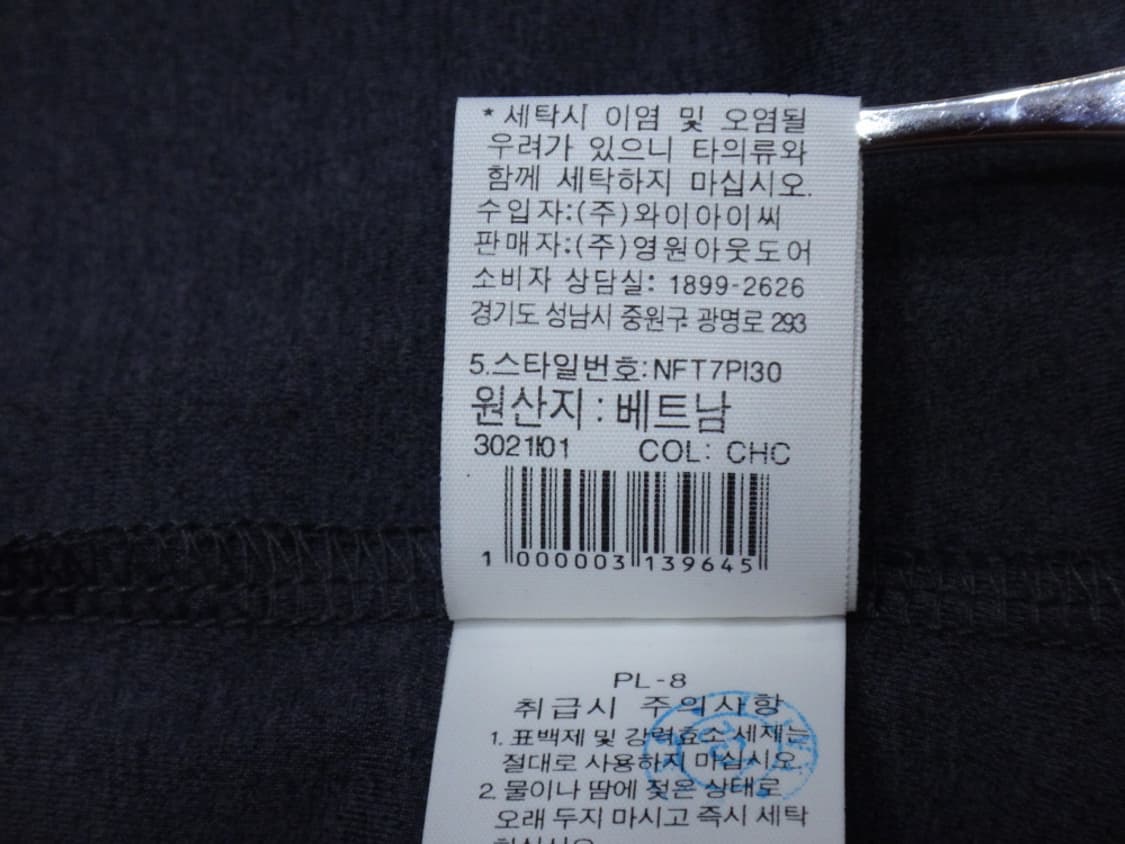 * 세탁시 이염 및 오염될
우려가 있으니 타의류와
함께 세탁하지 마십시오.
수입자:(주)와이아이씨
판매자:(주)영원아웃도어
소비자 상담실: 1899-2626
경기도 성남시 중원구 광명로 293
5.스타일번호:NFT7PI30
원산지 : 베트남
3021I01 COL: CHC
1 000003 139645
PL-8
취급시 주의사항
1. 표백제 및 강력효소 세제는
절대로 사용하지 마십시오.
2. 물이나 땀에 젖은 상태로
오래 두지 마시고 즉시 세탁